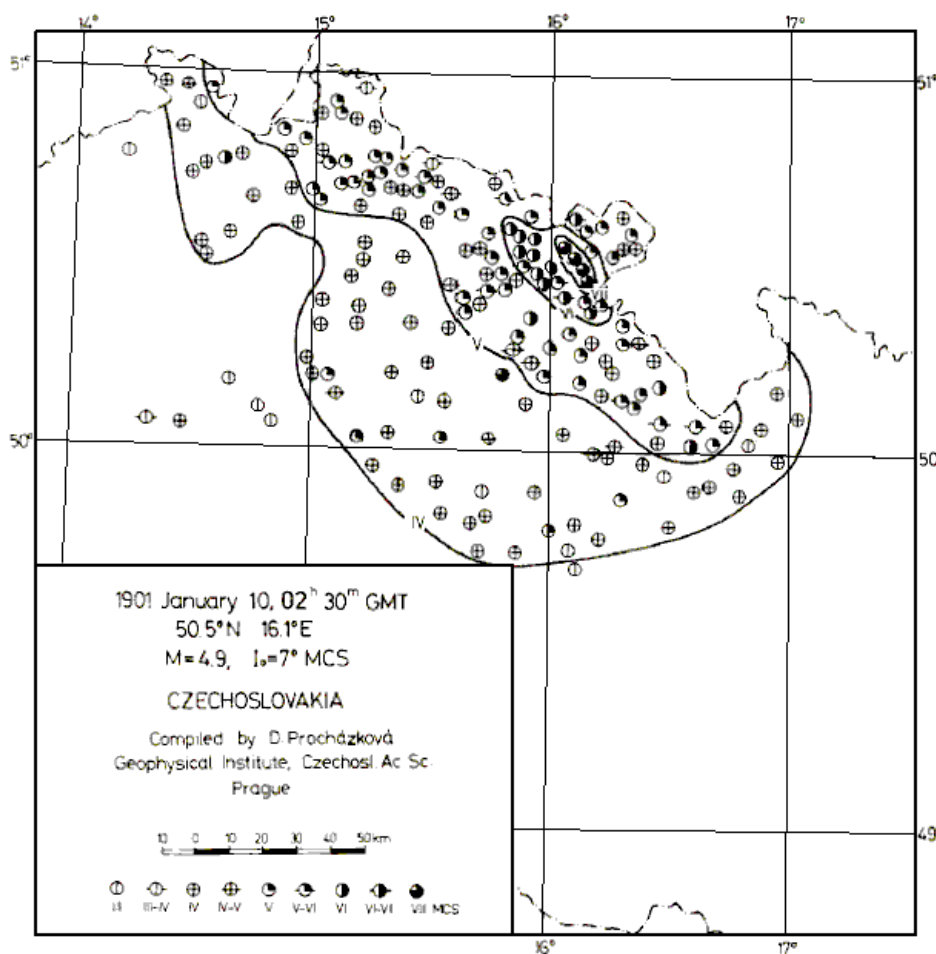 14° 15° 16° 17°
51° 51°
VII
VI
V
50° 50
IV
1901 January 10, 02ʰ 30ᵐ GMT
50.5°N 16.1°E
M=4.9, I₀=7° MCS
CZECHOSLOVAKIA
Compiled by D. Procházková
Geophysical Institute, Czechosl. Ac Sc.
Prague
10 0 10 20 30 40 50 km
49
III III-IV IV IV-V V V-VI VI VI-VII VII MCS
16° 17°